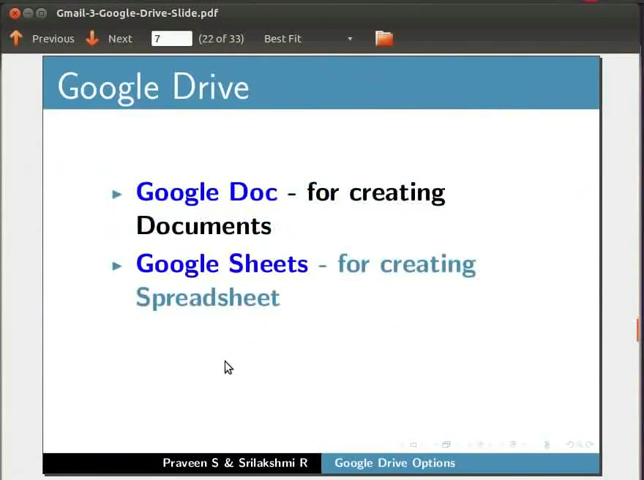 Gmail-3-Google-Drive-Slide.pdf
Previous Next 7 (22 of 33) Best Fit
Google Drive
Google Doc - for creating
Documents
Google Sheets - for creating
Spreadsheet
Praveen S & Srilakshmi R Google Drive Options